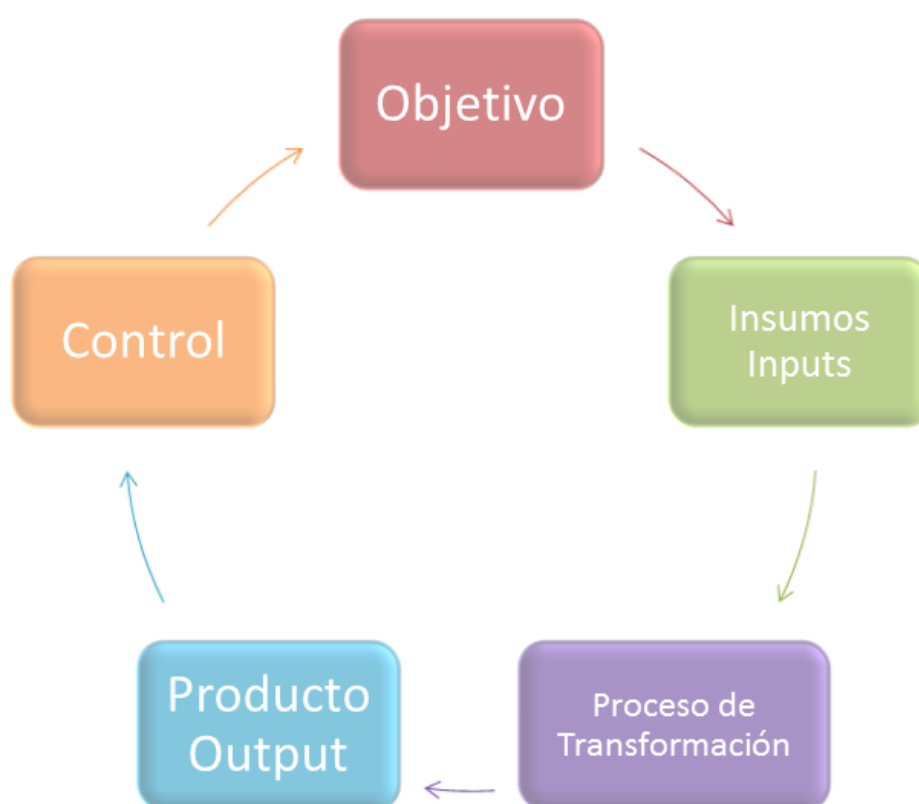 Objetivo
Insumos
Inputs
Proceso de
Transformación
Producto
Output
Control